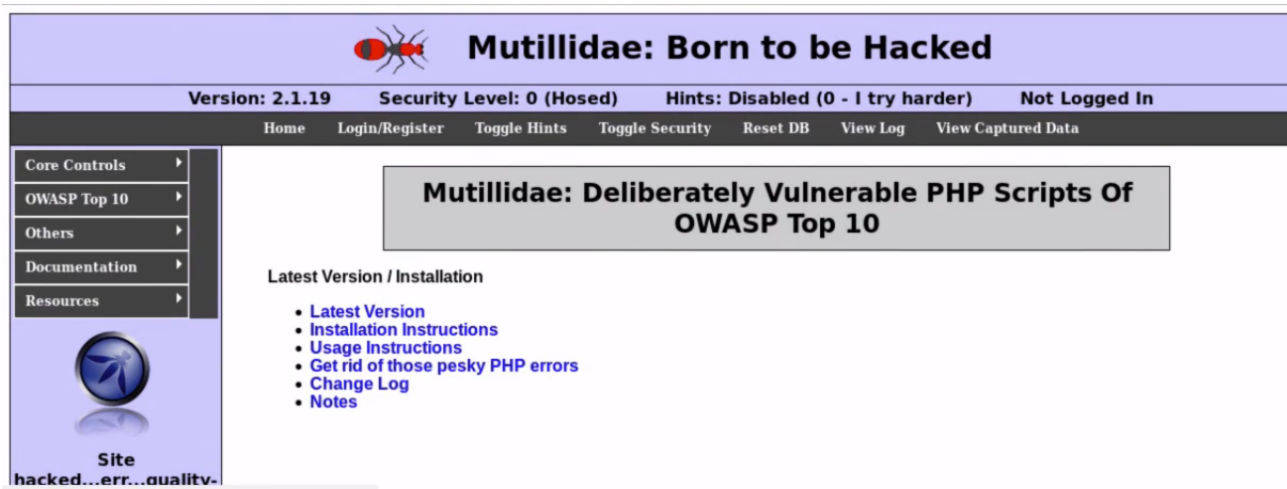 Mutillidae: Born to be Hacked
Version: 2.1.19 Security Level: 0 (Hosed) Hints: Disabled (0 - I try harder) Not Logged In
Home Login/Register Toggle Hints Toggle Security Reset DB View Log View Captured Data
Core Controls
OWASP Top 10
Others
Documentation
Resources
Site
hacked...err...quality-
Mutillidae: Deliberately Vulnerable PHP Scripts Of
OWASP Top 10
Latest Version / Installation
Latest Version
Installation Instructions
Usage Instructions
Get rid of those pesky PHP errors
Change Log
Notes